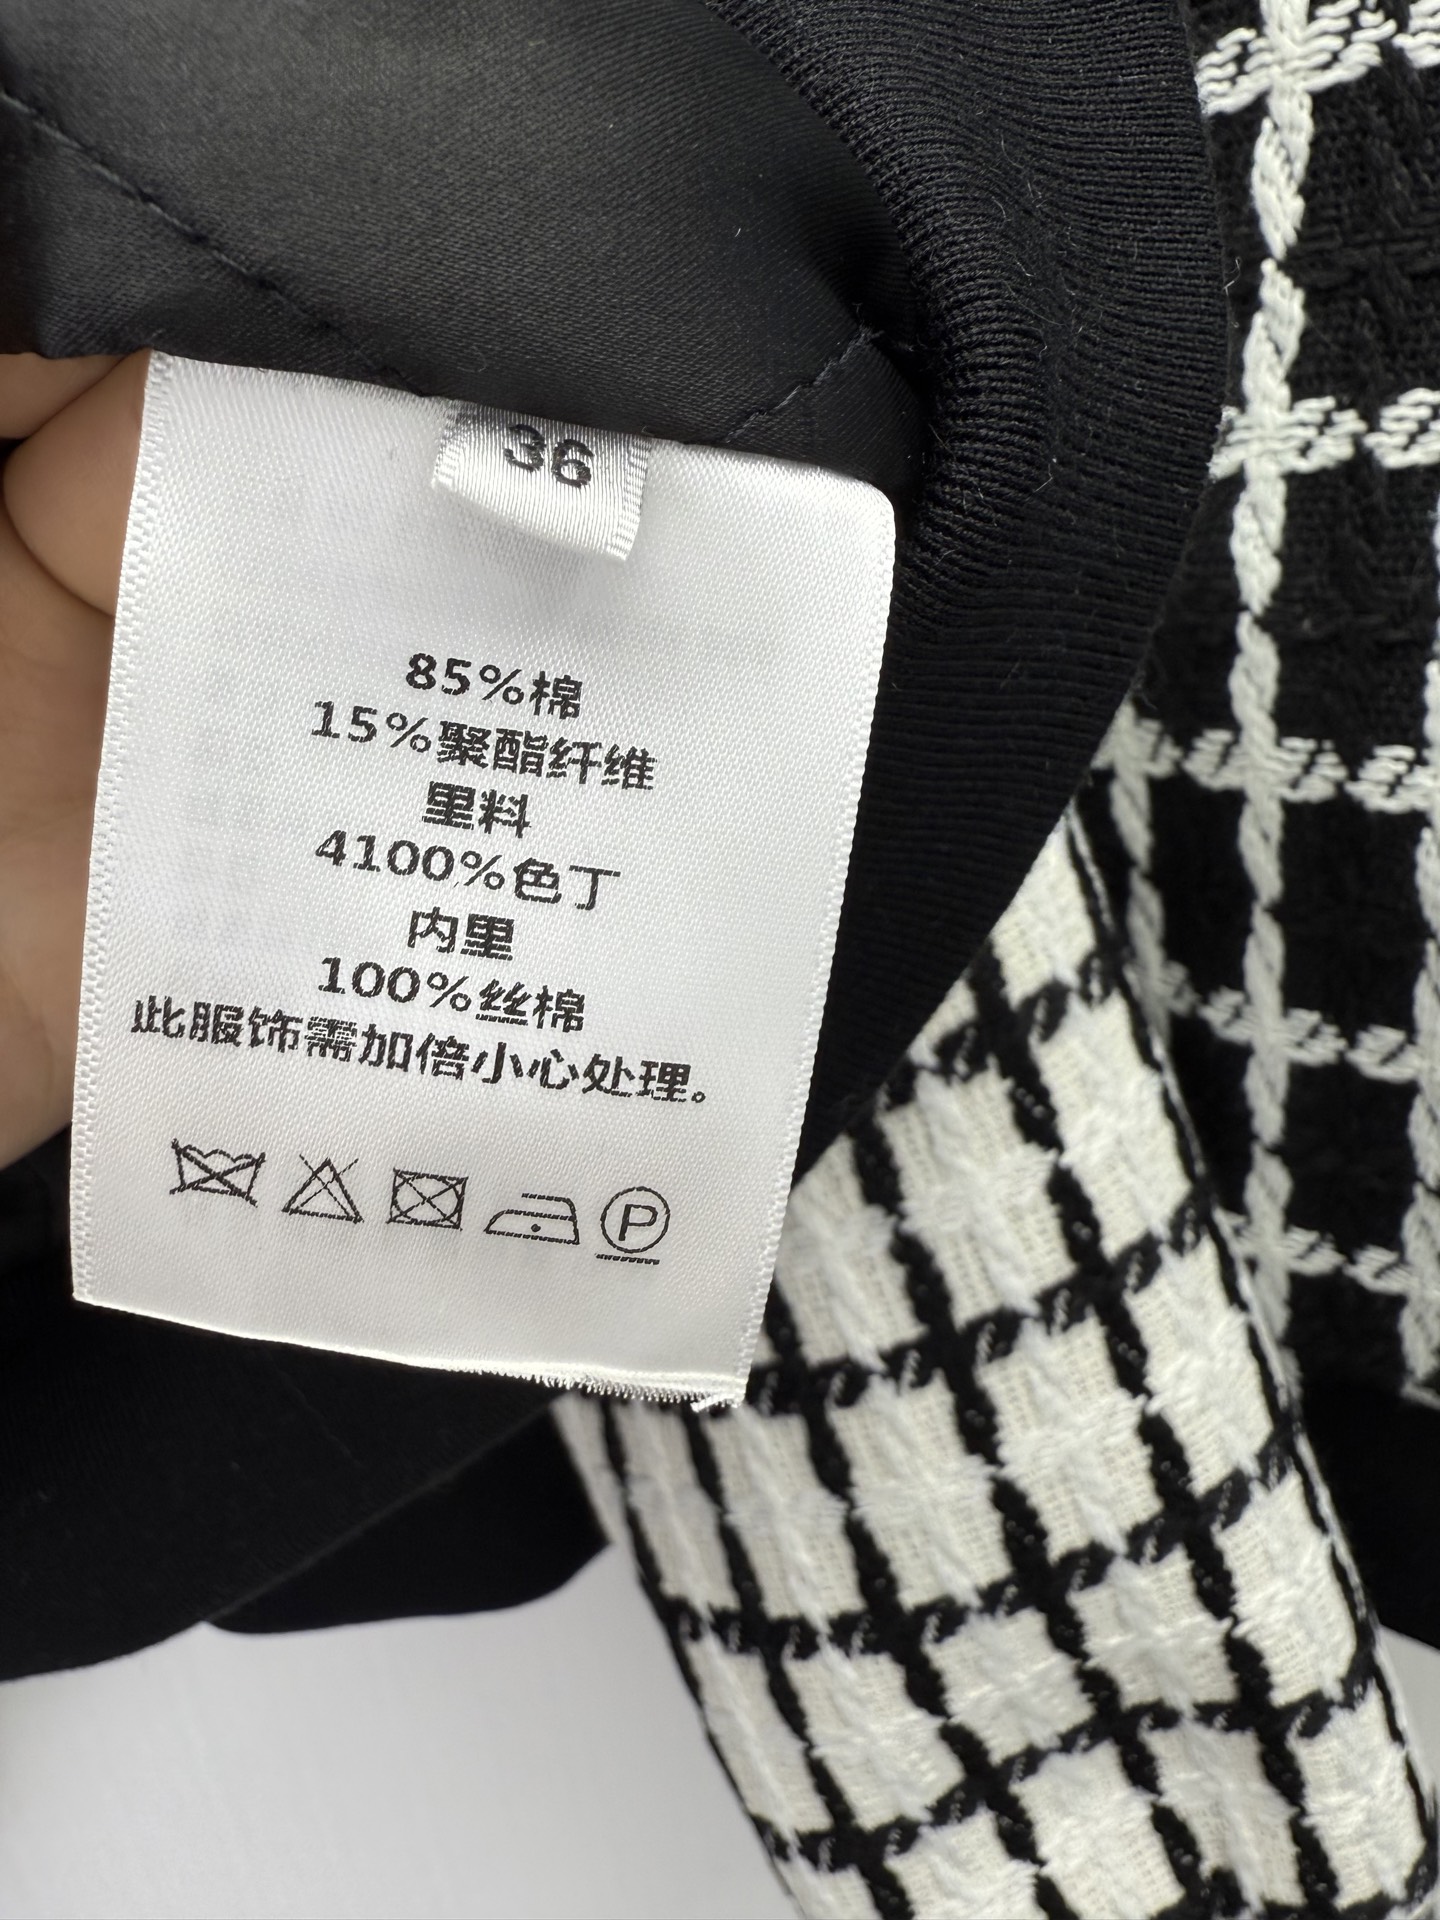 36
85%棉
15%聚酯纤维
里料
4100%色丁
内里
100%丝棉
此服饰需加倍小心处理。
P